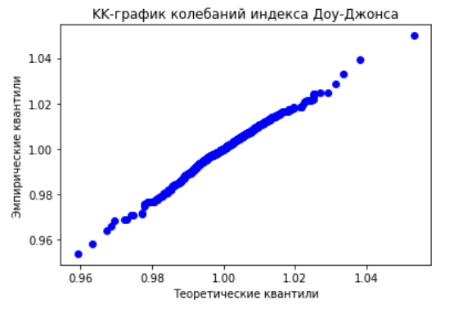 КК-график колебаний индекса Доу-Джонса
Эмпирические квантили
1.04
1.02
1.00
0.98
0.96
0.96 0.98 1.00 1.02 1.04
Теоретические квантили